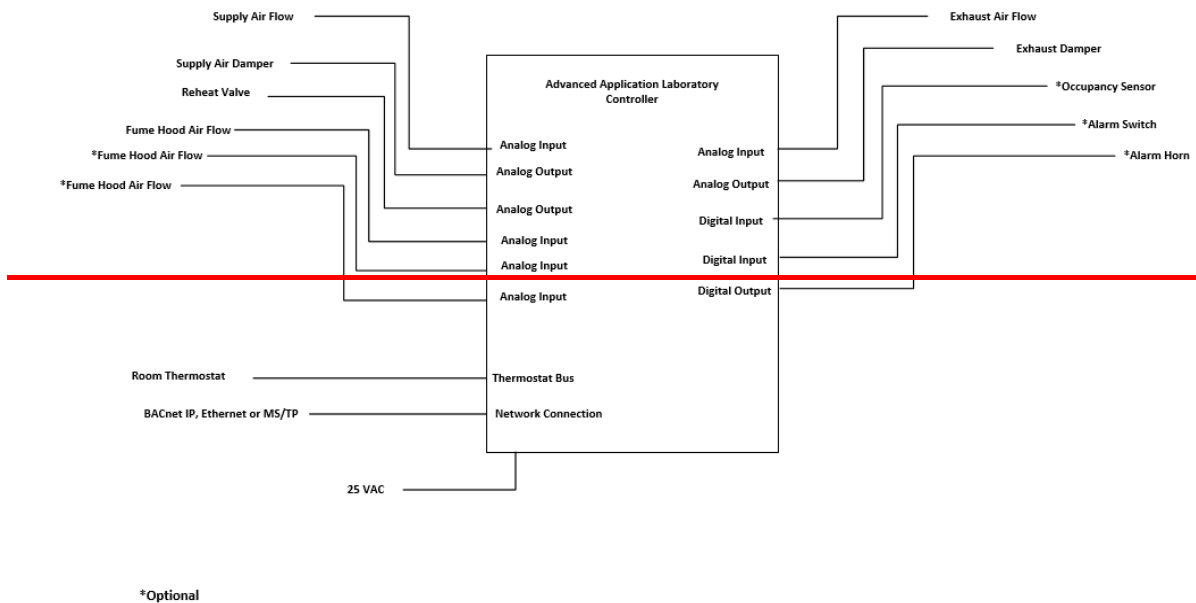 Supply Air Flow
Supply Air Damper
Reheat Valve
Fume Hood Air Flow
*Fume Hood Air Flow
*Fume Hood Air Flow
Room Thermostat
BACnet IP, Ethernet or MS/TP
25 VAC
Advanced Application Laboratory
Controller
Analog Input
Analog Output
Analog Output
Analog Input
Analog Input
Analog Input
Thermostat Bus
Network Connection
Analog Input
Analog Output
Digital Input
Digital Input
Digital Output
Exhaust Air Flow
Exhaust Damper
*Occupancy Sensor
*Alarm Switch
*Alarm Horn
*Optional